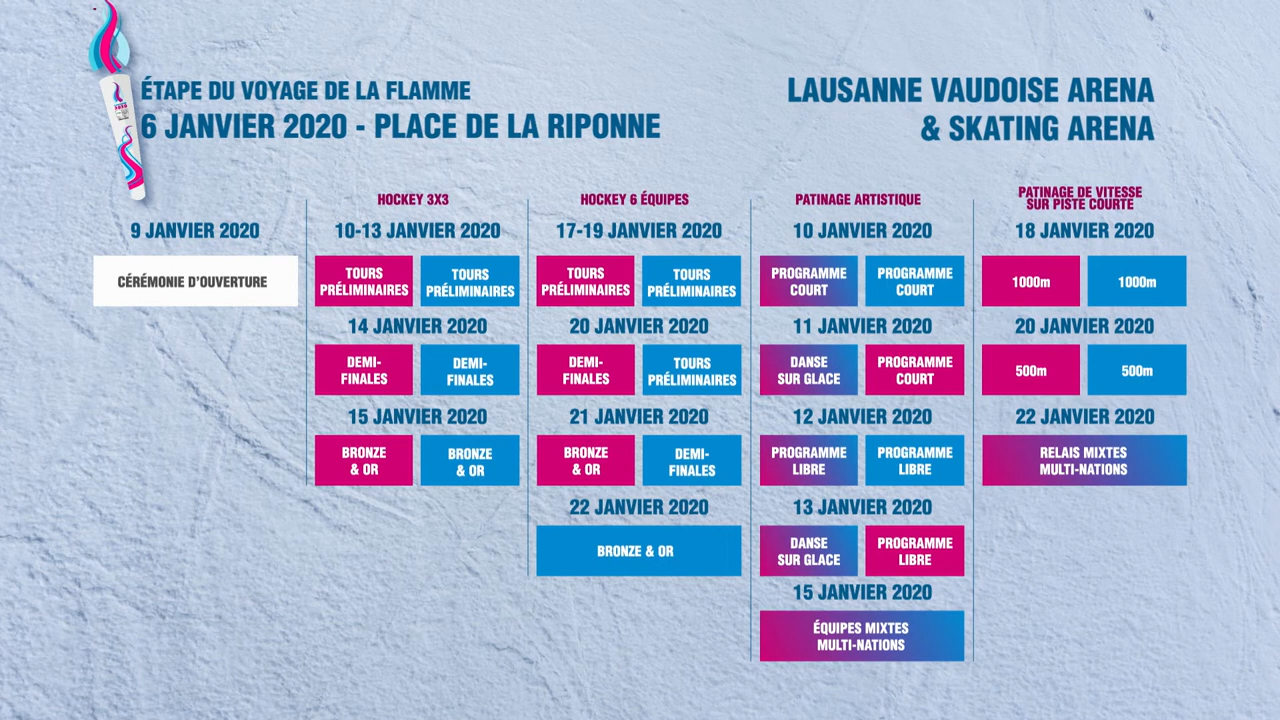 ÉTAPE DU VOYAGE DE LA FLAMME
6 JANVIER 2020 - PLACE DE LA RIPONNE
LAUSANNE VAUDOISE ARENA
& SKATING ARENA
9 JANVIER 2020
CÉRÉMONIE D'OUVERTURE
HOCKEY 3X3
10-13 JANVIER 2020
TOURS
PRÉLIMINAIRES
TOURS
PRÉLIMINAIRES
14 JANVIER 2020
DEMI-
FINALES
DEMI-
FINALES
15 JANVIER 2020
BRONZE
& OR
BRONZE
& OR
HOCKEY 6 ÉQUIPES
17-19 JANVIER 2020
TOURS
PRÉLIMINAIRES
TOURS
PRÉLIMINAIRES
20 JANVIER 2020
DEMI-
FINALES
TOURS
PRÉLIMINAIRES
21 JANVIER 2020
BRONZE
& OR
DEMI-
FINALES
22 JANVIER 2020
BRONZE & OR
PATINAGE ARTISTIQUE
10 JANVIER 2020
PROGRAMME
COURT
PROGRAMME
COURT
11 JANVIER 2020
DANSE
SUR GLACE
PROGRAMME
COURT
12 JANVIER 2020
PROGRAMME
LIBRE
PROGRAMME
LIBRE
13 JANVIER 2020
DANSE
SUR GLACE
PROGRAMME
LIBRE
15 JANVIER 2020
ÉQUIPES MIXTES
MULTI-NATIONS
PATINAGE DE VITESSE
SUR PISTE COURTE
18 JANVIER 2020
1000m
1000m
20 JANVIER 2020
500m
500m
22 JANVIER 2020
RELAIS MIXTES
MULTI-NATIONS